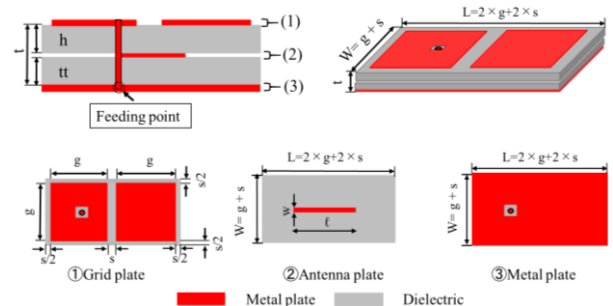 (1)
h
t
(2)
tt
(3)
Feeding point
L=2 × g+2 × s
W= g + s
t
g
g
s/2
g
s/2
s/2
s
s/2
①Grid plate
L=2 × g+2 × s
W= g + s
w
ℓ
②Antenna plate
L=2 × g+2 × s
W= g + s
③Metal plate
Metal plate
Dielectric